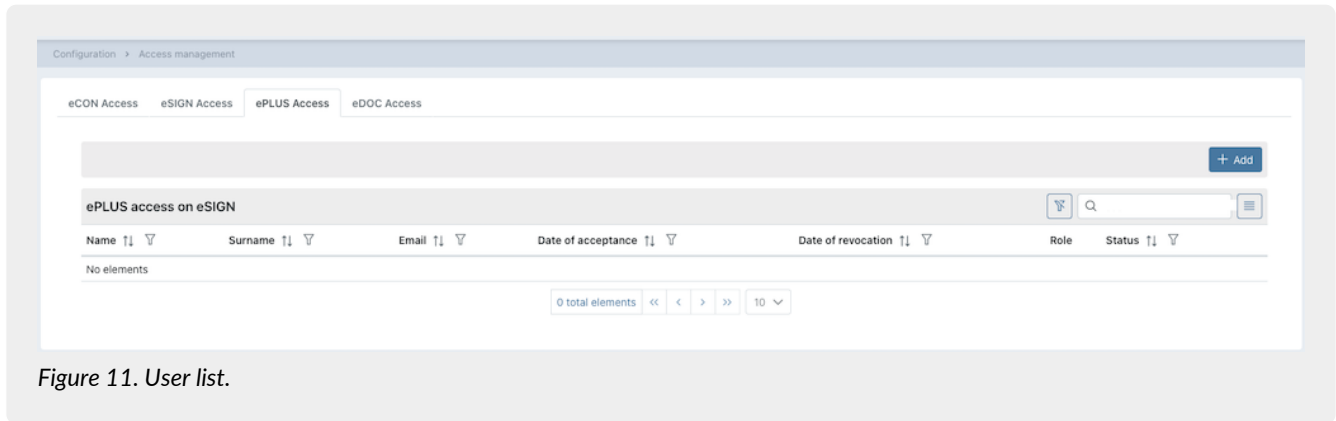 Configuration > Access management
eCON Access eSIGN Access ePLUS Access eDOC Access
+ Add
ePLUS access on eSIGN
Name Surname Email Date of acceptance Date of revocation Role Status
No elements
0 total elements « < > » 10
Figure 11. User list.